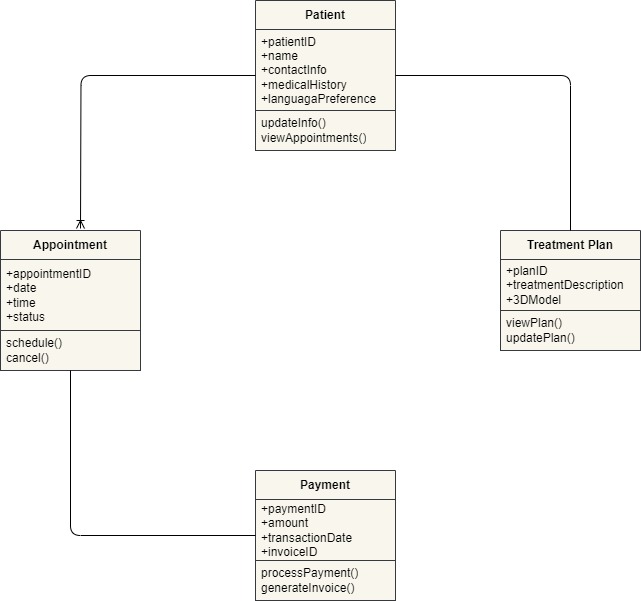 Patient
+patientID
+name
+contactInfo
+medicalHistory
+languagaPreference
updateInfo()
viewAppointments()
Appointment
+appointmentID
+date
+time
+status
schedule()
cancel()
Treatment Plan
+planID
+treatmentDescription
+3DModel
viewPlan()
updatePlan()
Payment
+paymentID
+amount
+transactionDate
+invoiceID
processPayment()
generateInvoice()